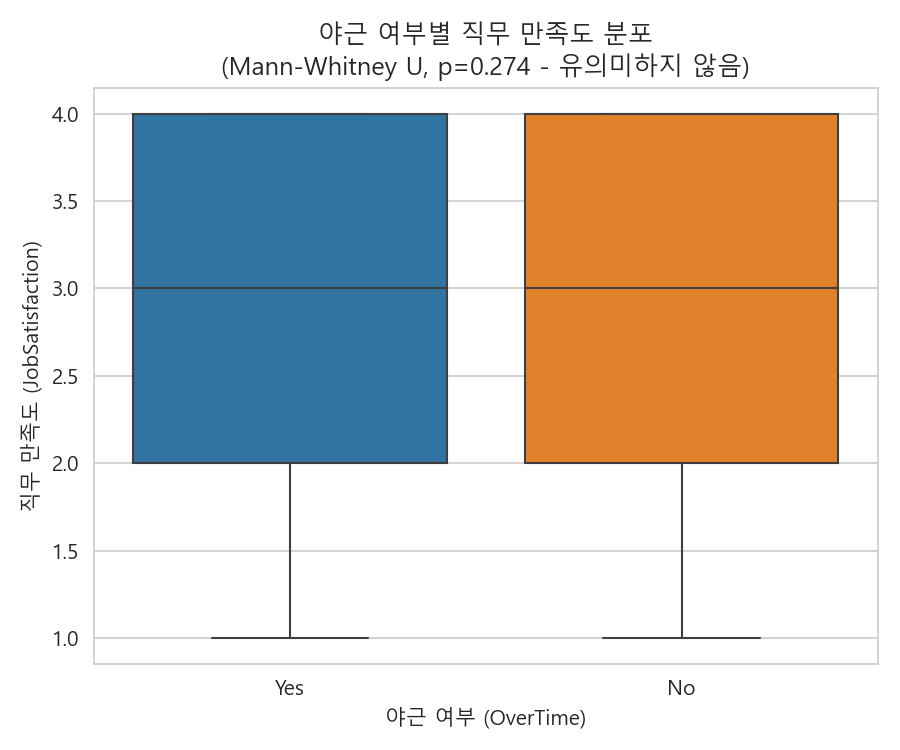 야근 여부별 직무 만족도 분포
(Mann-Whitney U, p=0.274 - 유의미하지 않음)
직무 만족도 (JobSatisfaction)
4.0
3.5
3.0
2.5
2.0
1.5
1.0
Yes
No
야근 여부 (OverTime)